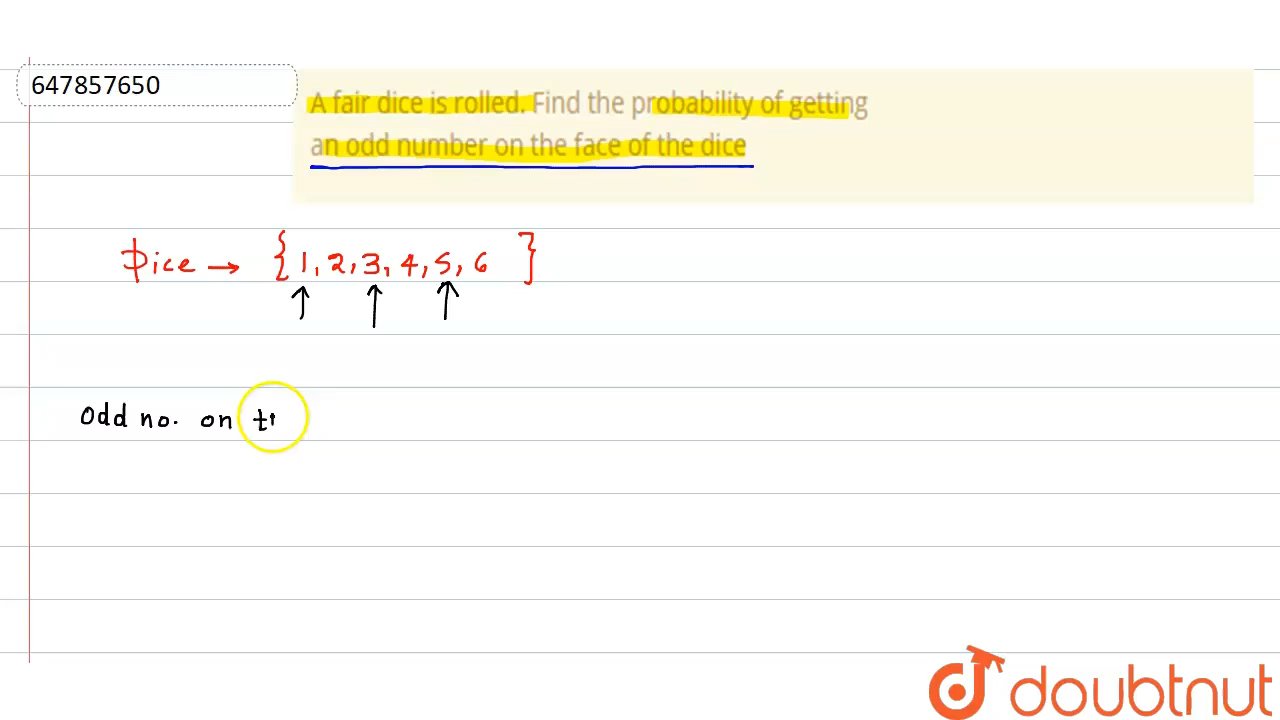 647857650
A fair dice is rolled. Find the probability of getting
an odd number on the face of the dice
Dice → { 1, 2, 3, 4, 5, 6 }
Odd no. on
doubtnut